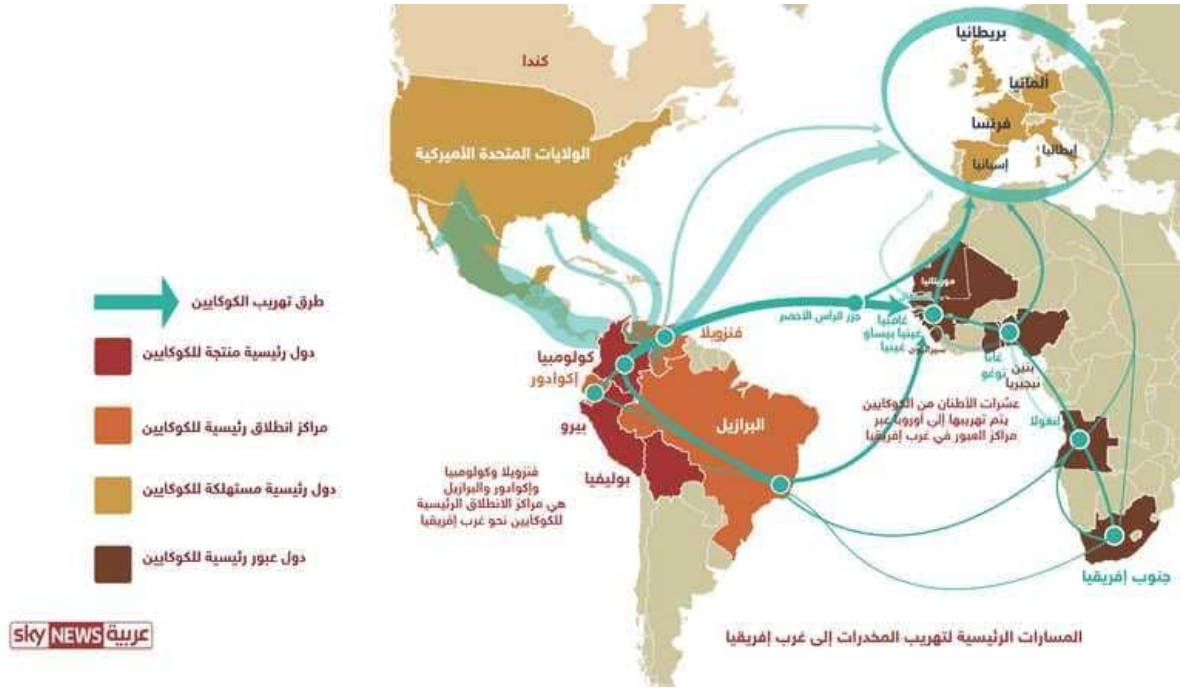 بريطانيا
كندا
ألمانيا
فرنسا
الولايات المتحدة الأميركية
إيطاليا
إسبانيا
طرق تهريب الكوكايين
موريتانيا
جزر الرأس الأخضر
غامبيا
غينيا بيساو
غينيا
سيراليون
فنزويلا
دول رئيسية منتجة للكوكايين
كولومبيا
إكوادور
غانا
توغو
بنين
نيجيريا
عشرات الأطنان من الكوكايين
يتم تهريبها إلى أوروبا عبر
مراكز العبور في غرب إفريقيا
أنغولا
مراكز انطلاق رئيسية للكوكايين
البرازيل
بيرو
بوليفيا
فنزويلا وكولومبيا
وإكوادور والبرازيل
هي مراكز الانطلاق الرئيسية
للكوكايين نحو غرب إفريقيا
دول رئيسية مستهلكة للكوكايين
دول عبور رئيسية للكوكايين
جنوب إفريقيا
sky NEWS عربية
المسارات الرئيسية لتهريب المخدرات إلى غرب إفريقيا